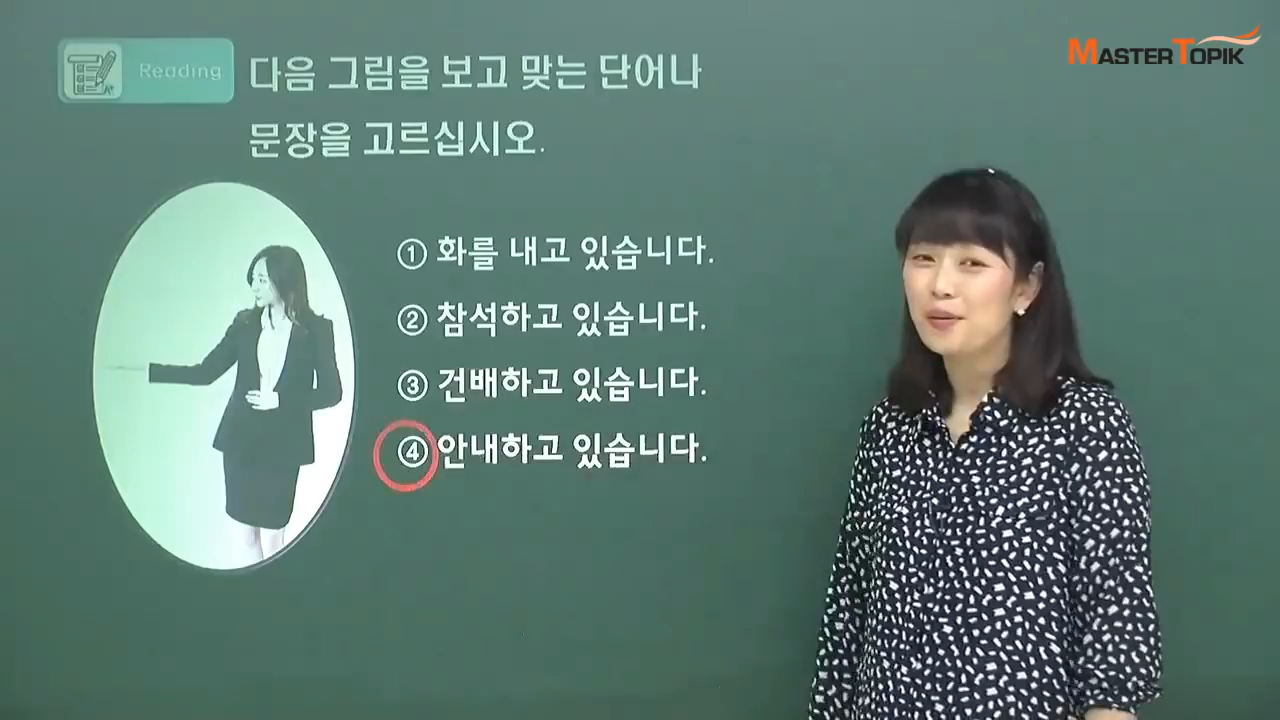 MASTER TOPIK
Reading
다음 그림을 보고 맞는 단어나
문장을 고르십시오.
① 화를 내고 있습니다.
② 참석하고 있습니다.
③ 건배하고 있습니다.
④ 안내하고 있습니다.